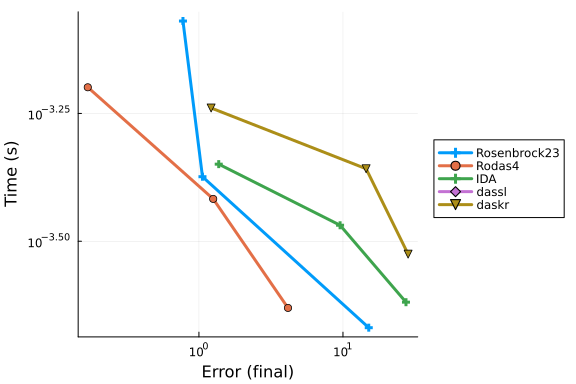 Time (s)
10^−3.25
10^−3.50
10^0
10^1
Error (final)
Rosenbrock23
Rodas4
IDA
dassl
daskr